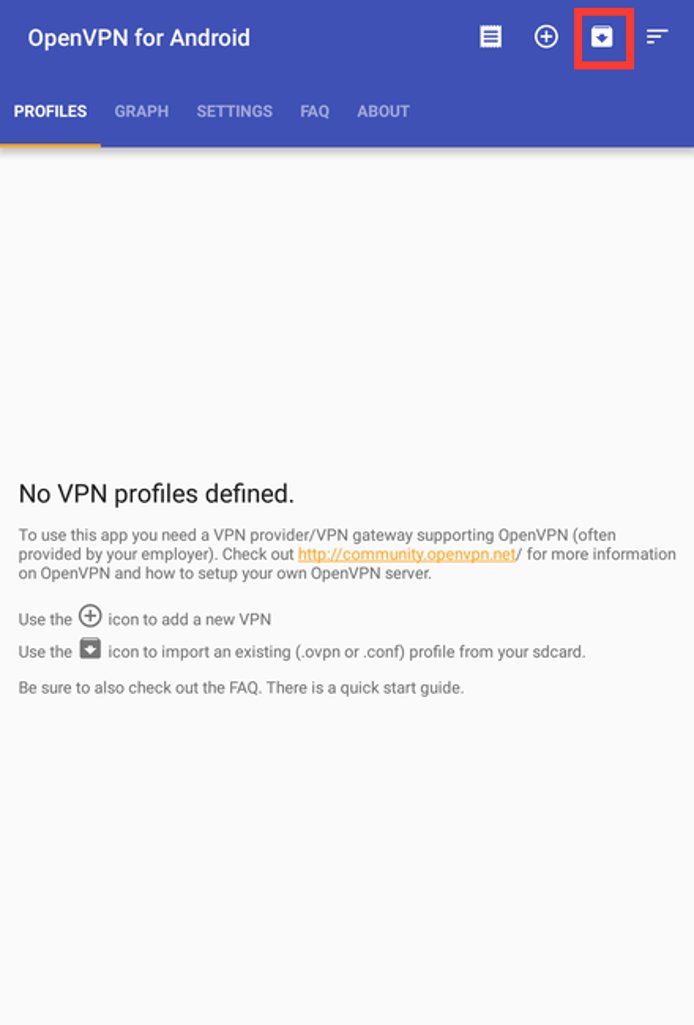 OpenVPN for Android
PROFILES GRAPH SETTINGS FAQ ABOUT
No VPN profiles defined.
To use this app you need a VPN provider/VPN gateway supporting OpenVPN (often
provided by your employer). Check out http://community.openvpn.net/ for more information
on OpenVPN and how to setup your own OpenVPN server.
Use the icon to add a new VPN
Use the icon to import an existing (.ovpn or .conf) profile from your sdcard.
Be sure to also check out the FAQ. There is a quick start guide.